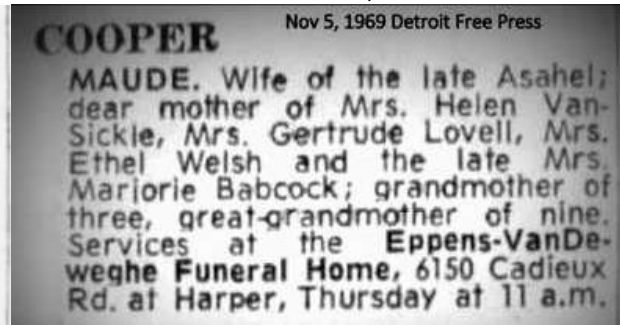 Nov 5, 1969 Detroit Free Press
COOPER
MAUDE. Wife of the late Asahel;
dear mother of Mrs. Helen Van-
Sickle, Mrs. Gertrude Lovell, Mrs.
Ethel Welsh and the late Mrs.
Marjorie Babcock; grandmother of
three, great-grandmother of nine.
Services at the Eppens-VanDe-
weghe Funeral Home, 6150 Cadieux
Rd. at Harper, Thursday at 11 a.m.